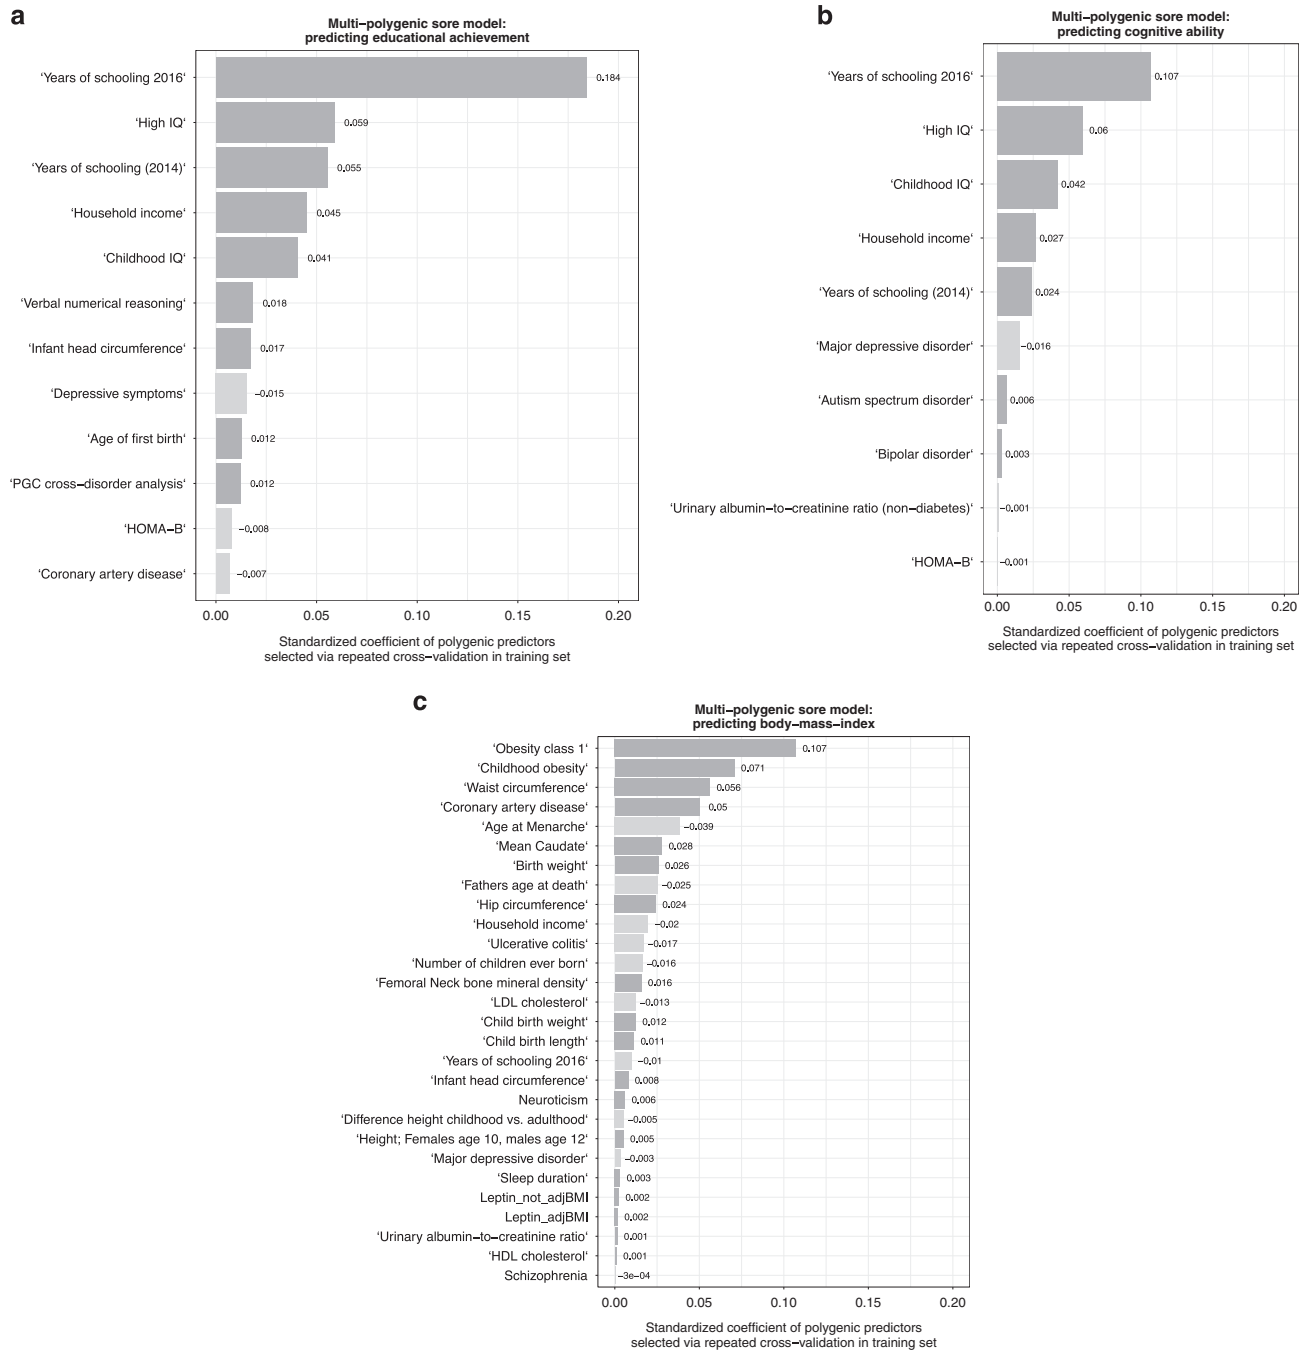 a
Multi–polygenic sore model:
predicting educational achievement
‘Years of schooling 2016‘ 0.184
‘High IQ‘ 0.059
‘Years of schooling (2014)‘ 0.055
‘Household income‘ 0.045
‘Childhood IQ‘ 0.041
‘Verbal numerical reasoning‘ 0.018
‘Infant head circumference‘ 0.017
‘Depressive symptoms‘ −0.015
‘Age of first birth‘ 0.012
‘PGC cross–disorder analysis‘ 0.012
‘HOMA–B‘ −0.008
‘Coronary artery disease‘ −0.007
0.00 0.05 0.10 0.15 0.20
Standardized coefficient of polygenic predictors
selected via repeated cross–validation in training set
b
Multi–polygenic sore model:
predicting cognitive ability
‘Years of schooling 2016‘ 0.107
‘High IQ‘ 0.06
‘Childhood IQ‘ 0.042
‘Household income‘ 0.027
‘Years of schooling (2014)‘ 0.024
‘Major depressive disorder‘ −0.016
‘Autism spectrum disorder‘ 0.006
‘Bipolar disorder‘ 0.003
‘Urinary albumin–to–creatinine ratio (non–diabetes)‘ −0.001
‘HOMA–B‘ −0.001
0.00 0.05 0.10 0.15 0.20
Standardized coefficient of polygenic predictors
selected via repeated cross–validation in training set
c
Multi–polygenic sore model:
predicting body–mass–index
‘Obesity class 1‘ 0.107
‘Childhood obesity‘ 0.071
‘Waist circumference‘ 0.056
‘Coronary artery disease‘ 0.05
‘Age at Menarche‘ −0.039
‘Mean Caudate‘ 0.028
‘Birth weight‘ 0.026
‘Fathers age at death‘ −0.025
‘Hip circumference‘ 0.024
‘Household income‘ −0.02
‘Ulcerative colitis‘ −0.017
‘Number of children ever born‘ −0.016
‘Femoral Neck bone mineral density‘ 0.016
‘LDL cholesterol‘ −0.013
‘Child birth weight‘ 0.012
‘Child birth length‘ 0.011
‘Years of schooling 2016‘ −0.01
‘Infant head circumference‘ 0.008
Neuroticism 0.006
‘Difference height childhood vs. adulthood‘ −0.005
‘Height; Females age 10, males age 12‘ 0.005
‘Major depressive disorder‘ −0.003
‘Sleep duration‘ 0.003
Leptin_not_adjBMI 0.002
Leptin_adjBMI 0.002
‘Urinary albumin–to–creatinine ratio‘ 0.001
‘HDL cholesterol‘ 0.001
Schizophrenia −3e−04
0.00 0.05 0.10 0.15 0.20
Standardized coefficient of polygenic predictors
selected via repeated cross–validation in training set